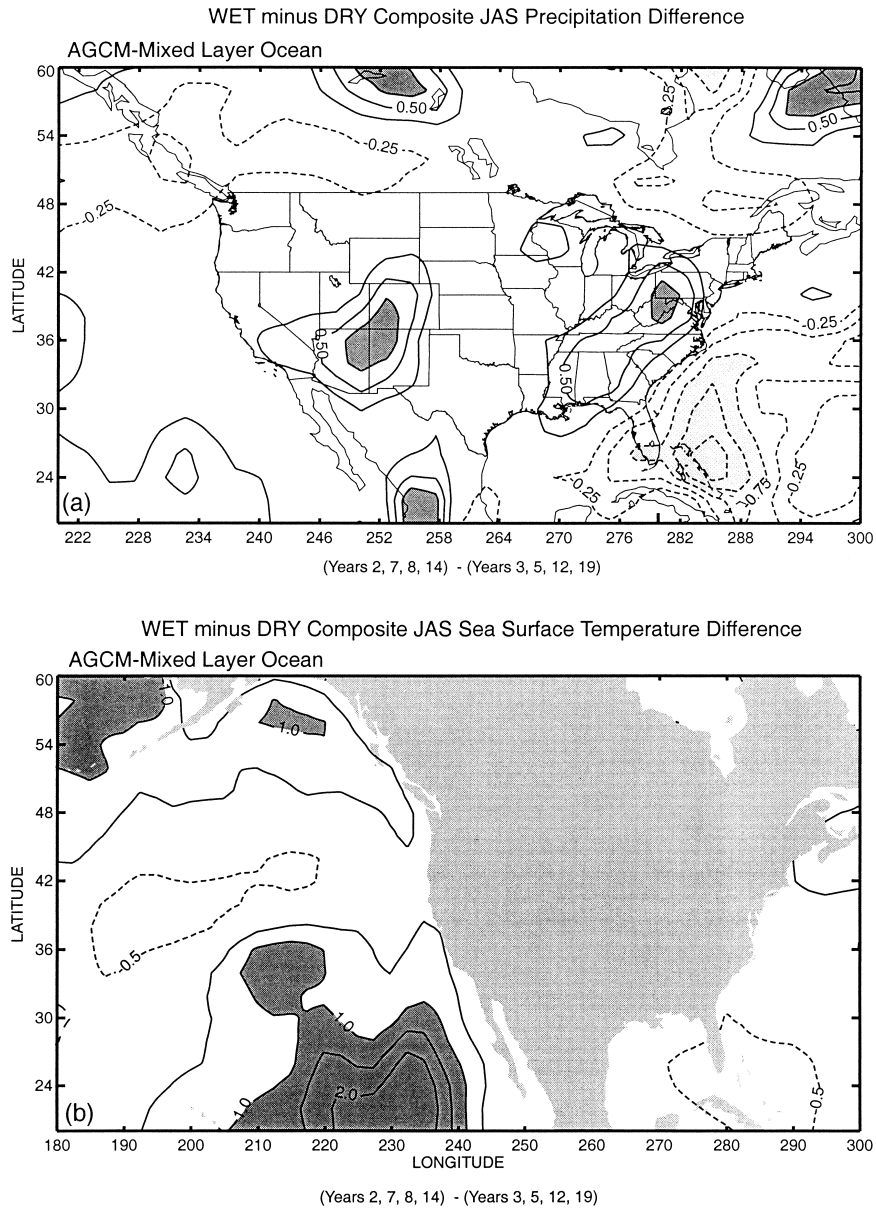 WET minus DRY Composite JAS Precipitation Difference
AGCM-Mixed Layer Ocean
60
54
48
42
36
30
24
LATITUDE
0.50
-0.25
0.50
-0.25
-0.25
-0.25
0.50
0.50
-0.25
-0.75
-0.25
(a)
222 228 234 240 246 252 258 264 270 276 282 288 294 300
(Years 2, 7, 8, 14) - (Years 3, 5, 12, 19)
WET minus DRY Composite JAS Sea Surface Temperature Difference
AGCM-Mixed Layer Ocean
60
54
48
42
36
30
24
LATITUDE
1.0
1.0
-0.5
1.0
2.0
1.0
-0.5
(b)
180 190 200 210 220 230 240 250 260 270 280 290 300
LONGITUDE
(Years 2, 7, 8, 14) - (Years 3, 5, 12, 19)